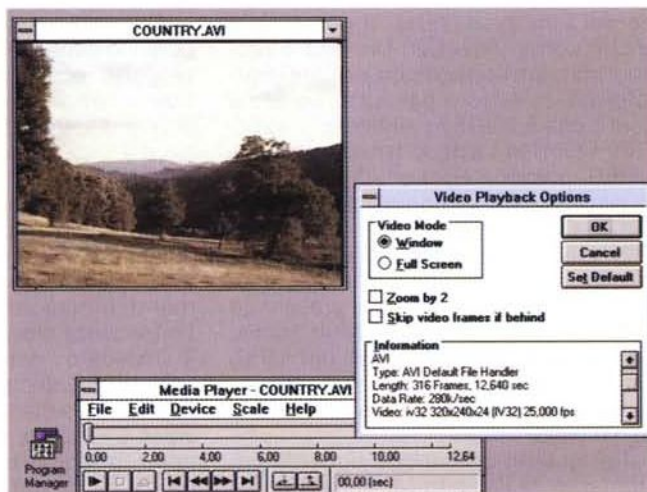 COUNTRY.AVI
Video Playback Options
Video Mode
Window
Full Screen
OK
Cancel
Set Default
Zoom by 2
Skip video frames if behind
Information
AVI
Type: AVI Default File Handler
Length: 316 Frames, 12,640 sec
Data Rate: 280k/sec
Video: iv32 320x240x24 (IV32) 25,000 fps
Media Player - COUNTRY.AVI
File Edit Device Scale Help
0,00 2,00 4,00 6,00 8,00 10,00 12,64
00,00 (sec)
Program
Manager